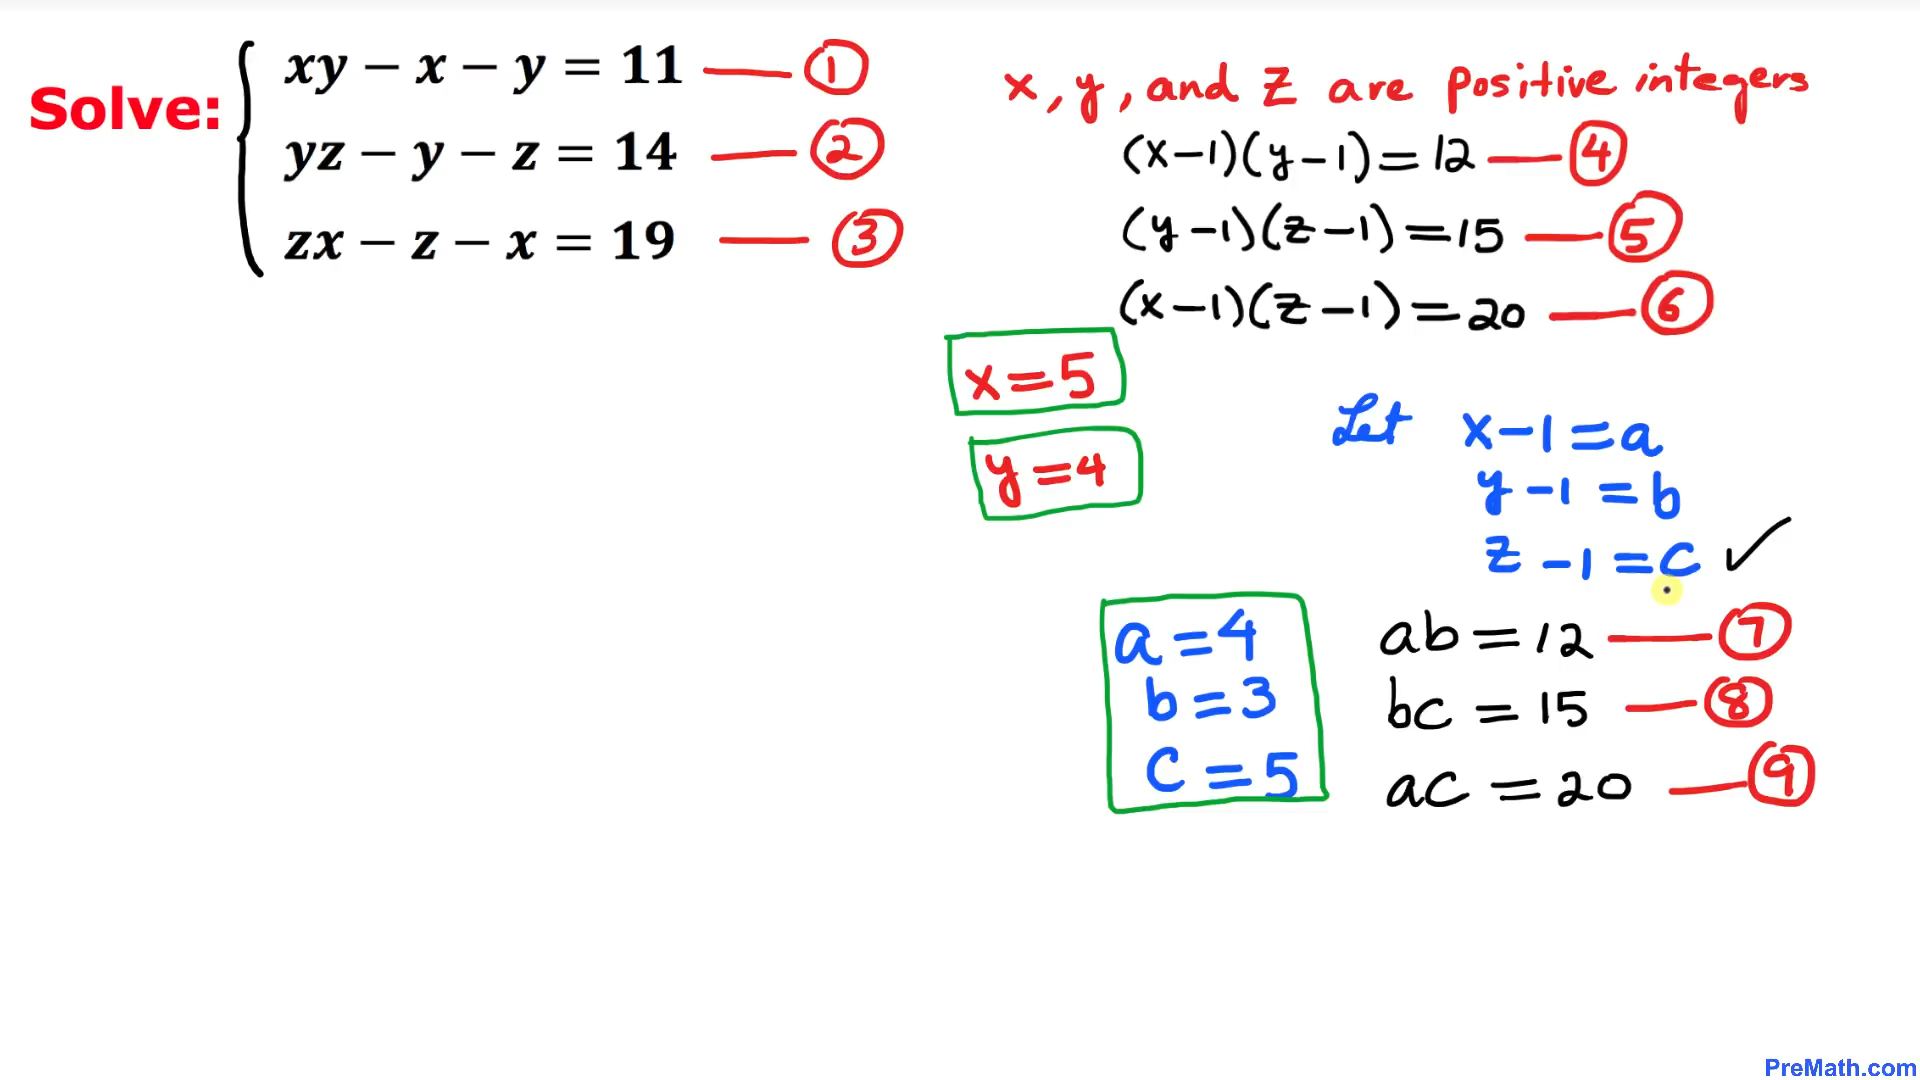 Solve:
xy − x − y = 11 — ①
yz − y − z = 14 — ②
zx − z − x = 19 — ③
x, y, and z are positive integers
(x−1)(y−1)=12 — ④
(y−1)(z−1)=15 — ⑤
(x−1)(z−1)=20 — ⑥
x=5
y=4
Let x−1=a
y−1=b
z−1=c ✓
a=4
b=3
c=5
ab=12 — ⑦
bc=15 — ⑧
ac=20 — ⑨
PreMath.com